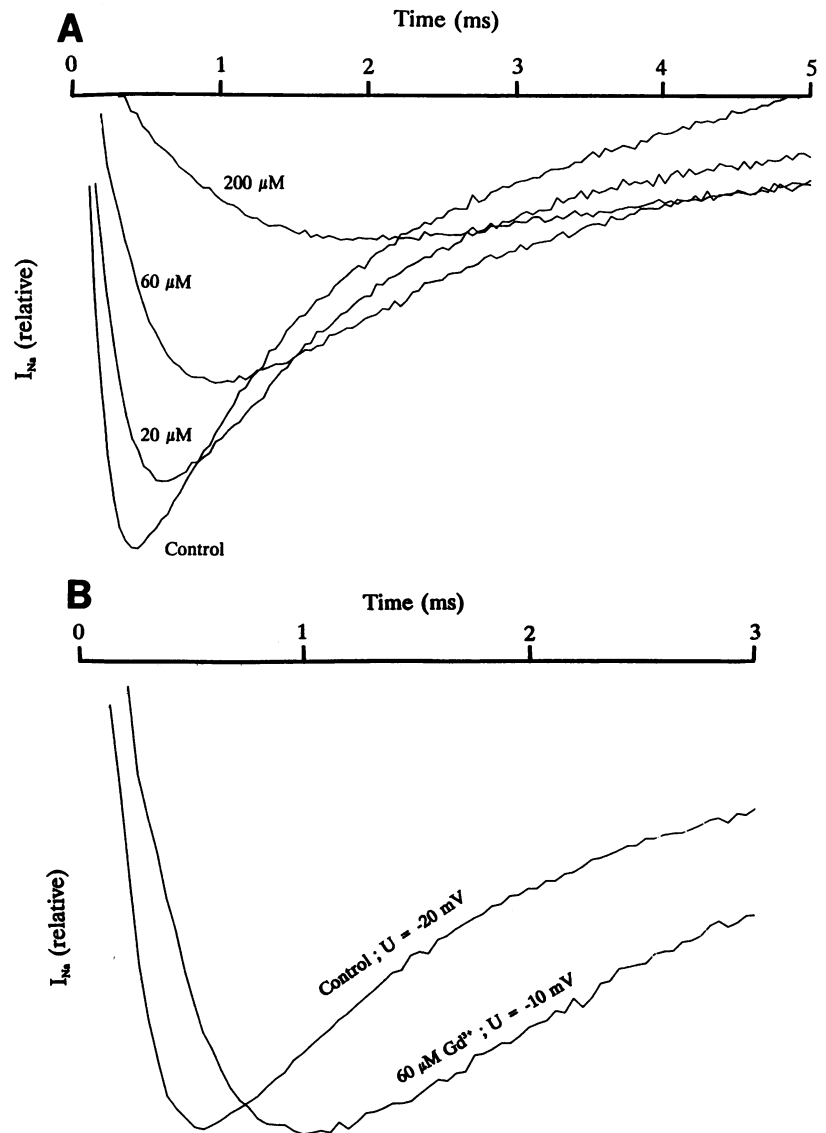 A
Time (ms)
0 1 2 3 4 5
200 μM
60 μM
20 μM
Control
I_Na (relative)
B
Time (ms)
0 1 2 3
Control ; U = -20 mV
60 μM Gd³⁺ ; U = -10 mV
I_Na (relative)